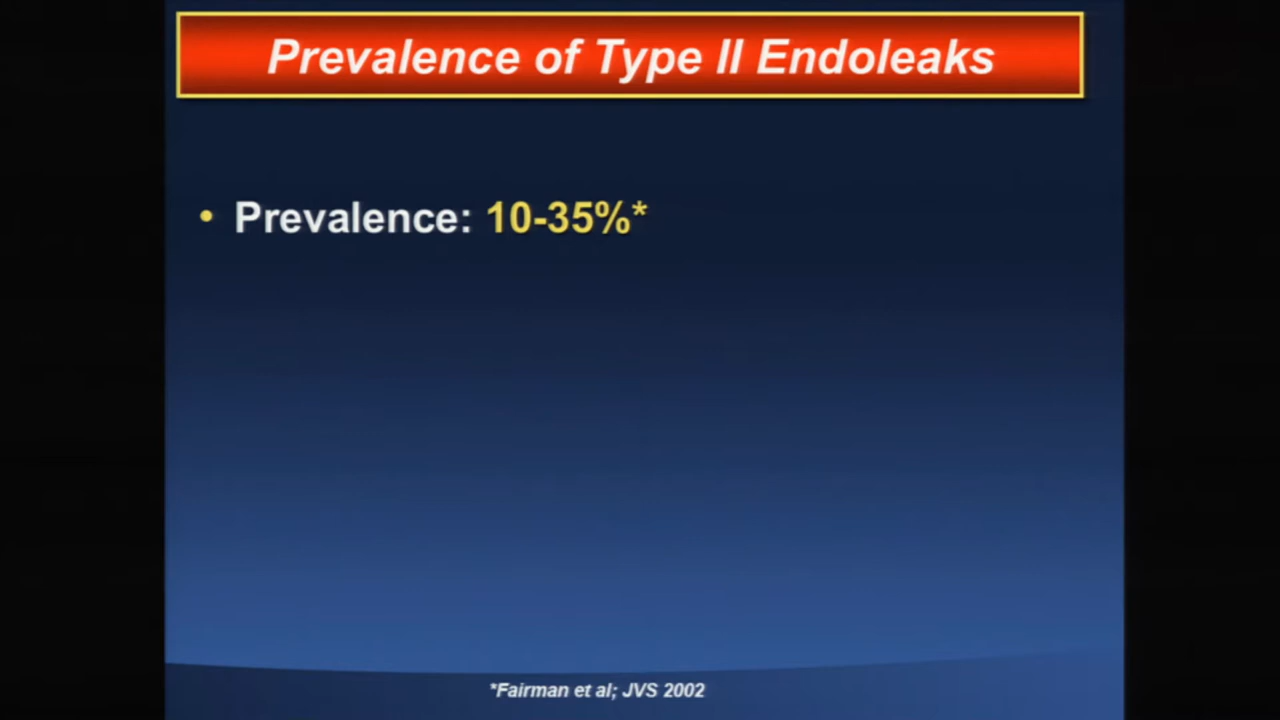 Prevalence of Type II Endoleaks
• Prevalence: 10-35%*
*Fairman et al; JVS 2002